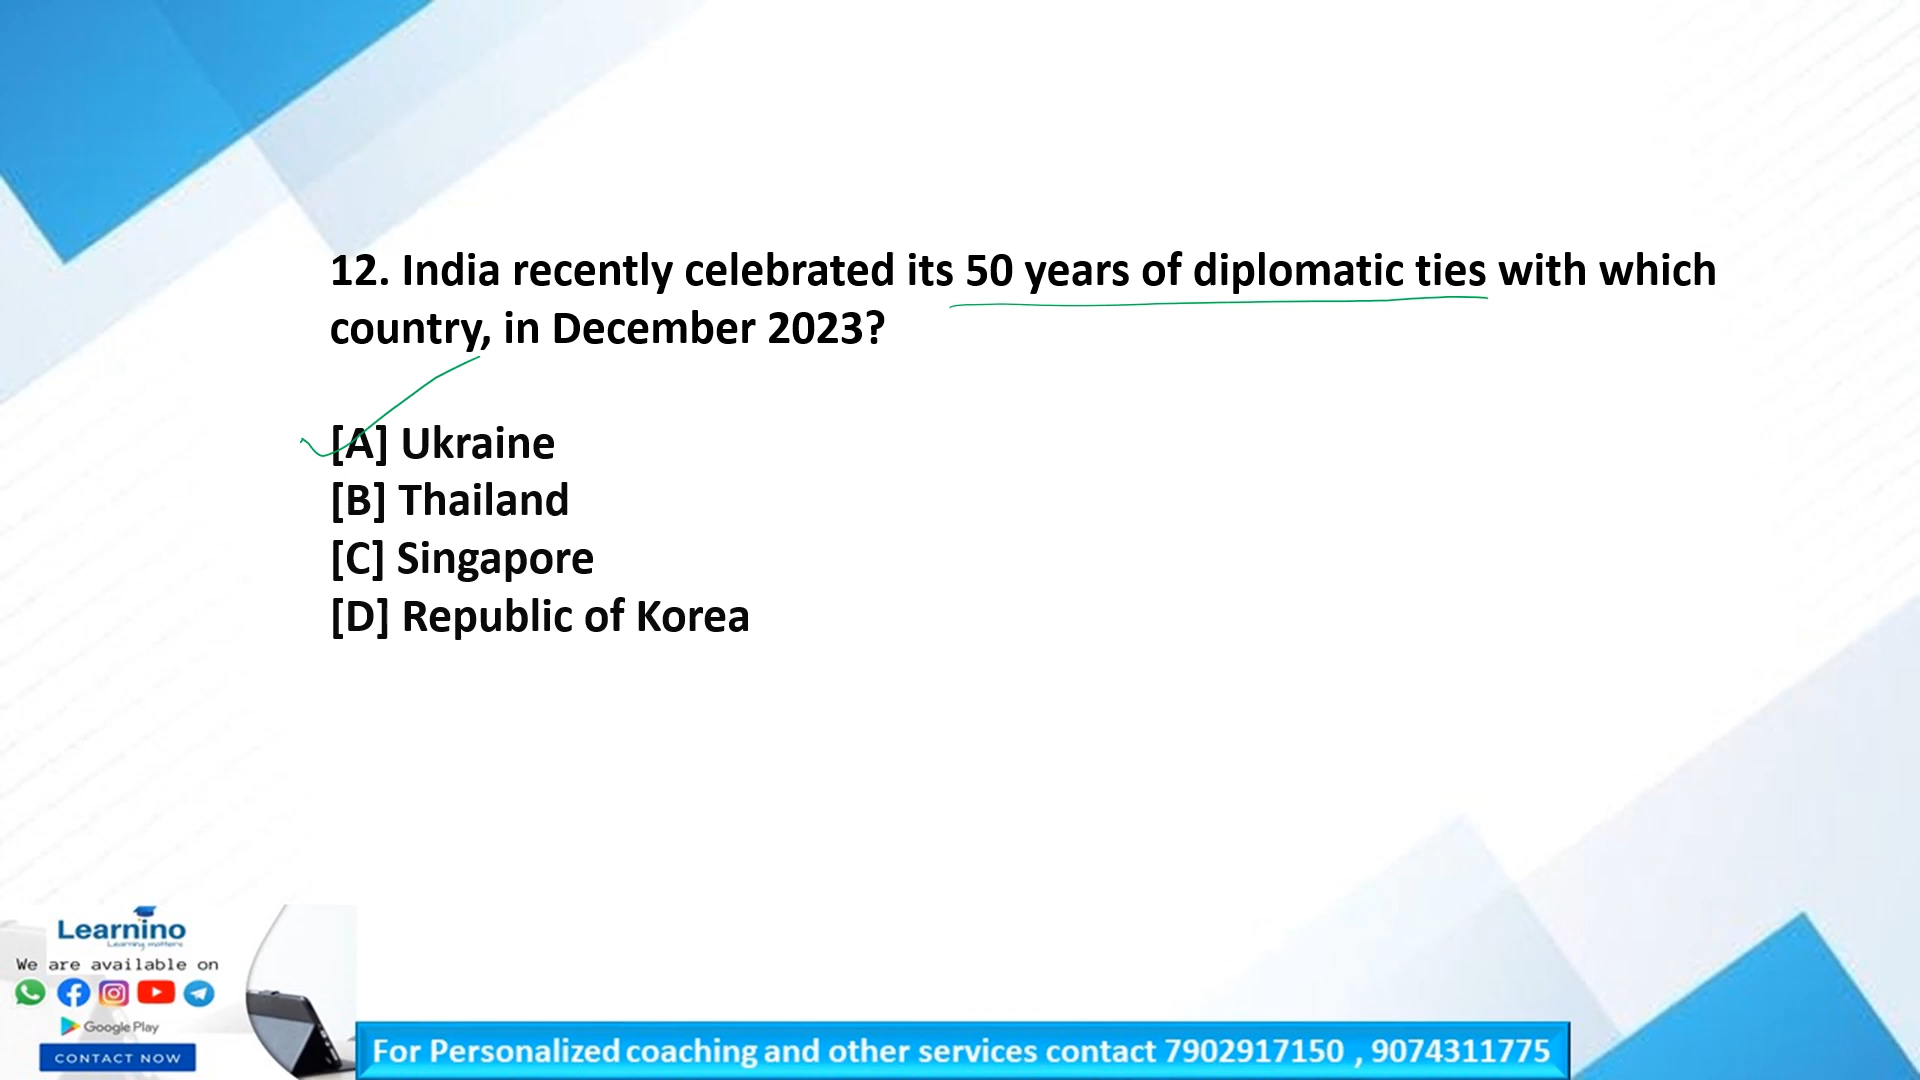 12. India recently celebrated its 50 years of diplomatic ties with which
country, in December 2023?
[A] Ukraine
[B] Thailand
[C] Singapore
[D] Republic of Korea
Learnino
Learning matters
We are available on
Google Play
CONTACT NOW
For Personalized coaching and other services contact 7902917150 , 9074311775